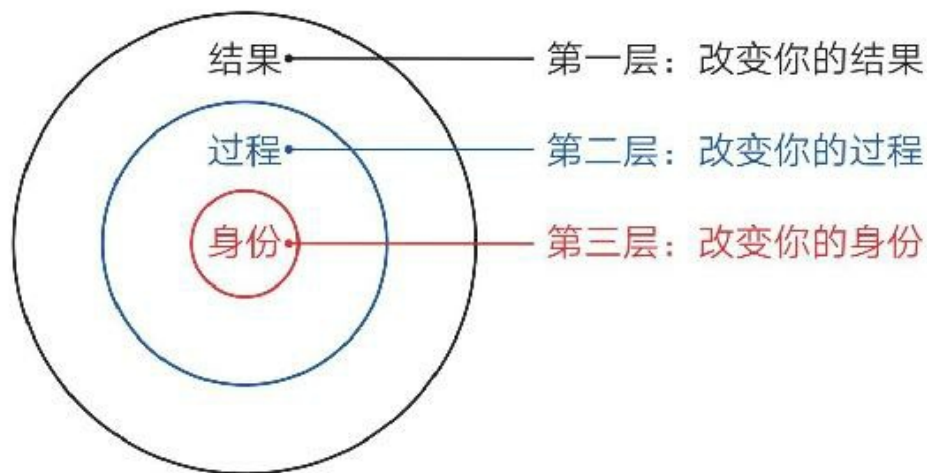 结果
第一层：改变你的结果
过程
第二层：改变你的过程
身份
第三层：改变你的身份